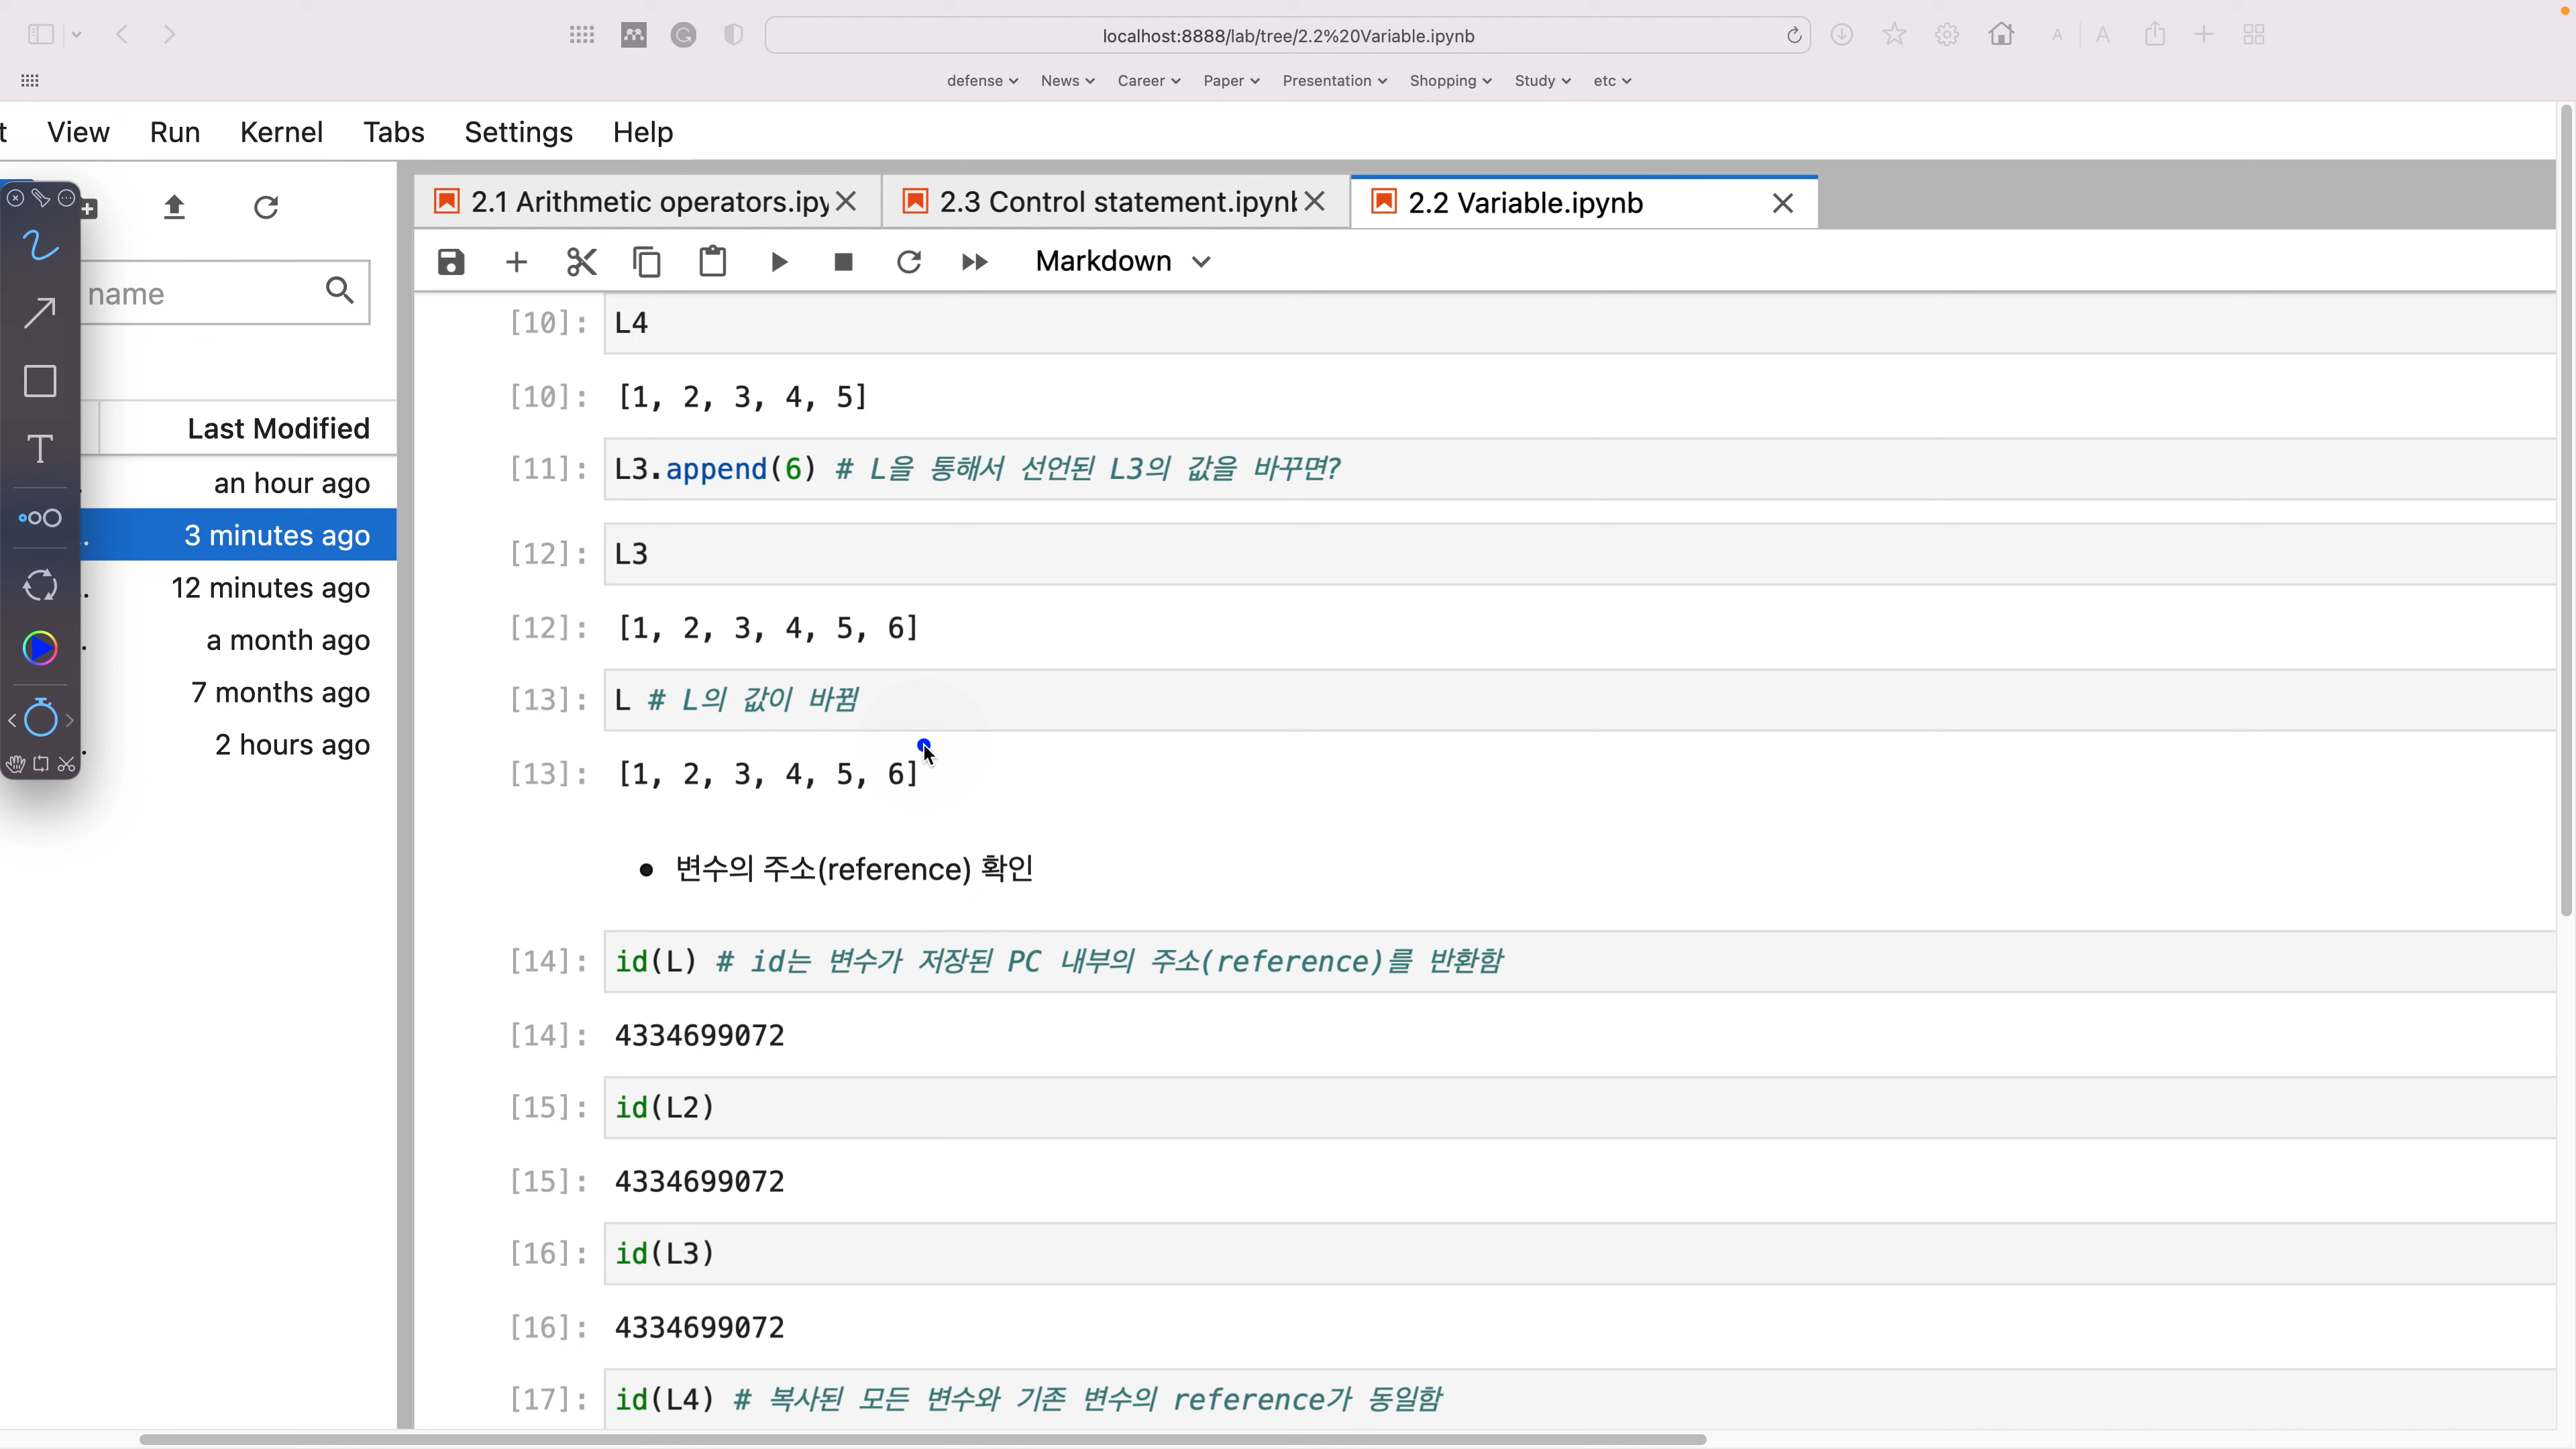 localhost:8888/lab/tree/2.2%20Variable.ipynb
A A
defense News Career Paper Presentation Shopping Study etc
t View Run Kernel Tabs Settings Help
2.1 Arithmetic operators.ipy
2.3 Control statement.ipynb
2.2 Variable.ipynb
Markdown
name
Last Modified
an hour ago
3 minutes ago
12 minutes ago
a month ago
7 months ago
2 hours ago
T
[10]: L4
[10]: [1, 2, 3, 4, 5]
[11]: L3.append(6) # L을 통해서 선언된 L3의 값을 바꾸면?
[12]: L3
[12]: [1, 2, 3, 4, 5, 6]
[13]: L # L의 값이 바뀜
[13]: [1, 2, 3, 4, 5, 6]
• 변수의 주소(reference) 확인
[14]: id(L) # id는 변수가 저장된 PC 내부의 주소(reference)를 반환함
[14]: 4334699072
[15]: id(L2)
[15]: 4334699072
[16]: id(L3)
[16]: 4334699072
[17]: id(L4) # 복사된 모든 변수와 기존 변수의 reference가 동일함